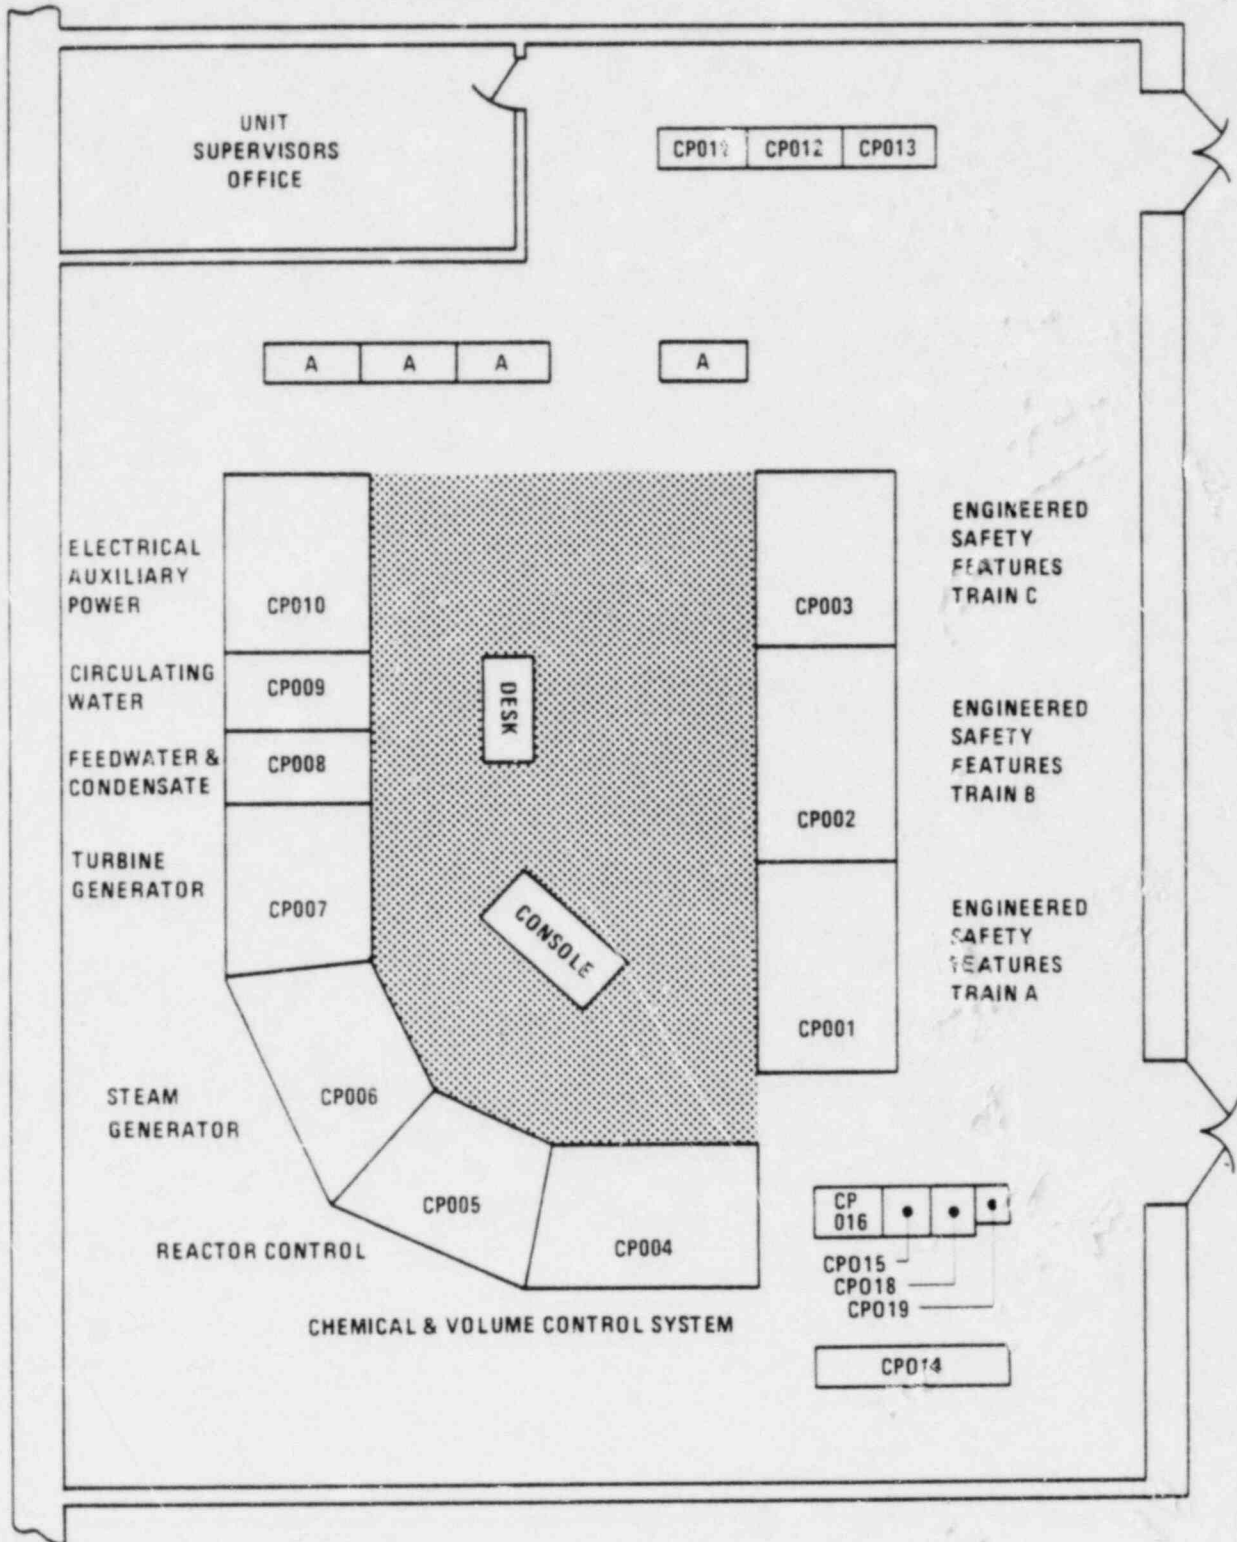 UNIT
SUPERVISORS
OFFICE
CP011 CP012 CP013
A A A A
ELECTRICAL
AUXILIARY
POWER
CP010
CIRCULATING
WATER
CP009
FEEDWATER &
CONDENSATE
CP008
TURBINE
GENERATOR
CP007
STEAM
GENERATOR
CP006
REACTOR CONTROL
CP005
CP004
CHEMICAL & VOLUME CONTROL SYSTEM
DESK
CONSOLE
CP003
ENGINEERED
SAFETY
FEATURES
TRAIN C
CP002
ENGINEERED
SAFETY
FEATURES
TRAIN B
CP001
ENGINEERED
SAFETY
FEATURES
TRAIN A
CP
016
CP015
CP018
CP019
CP014